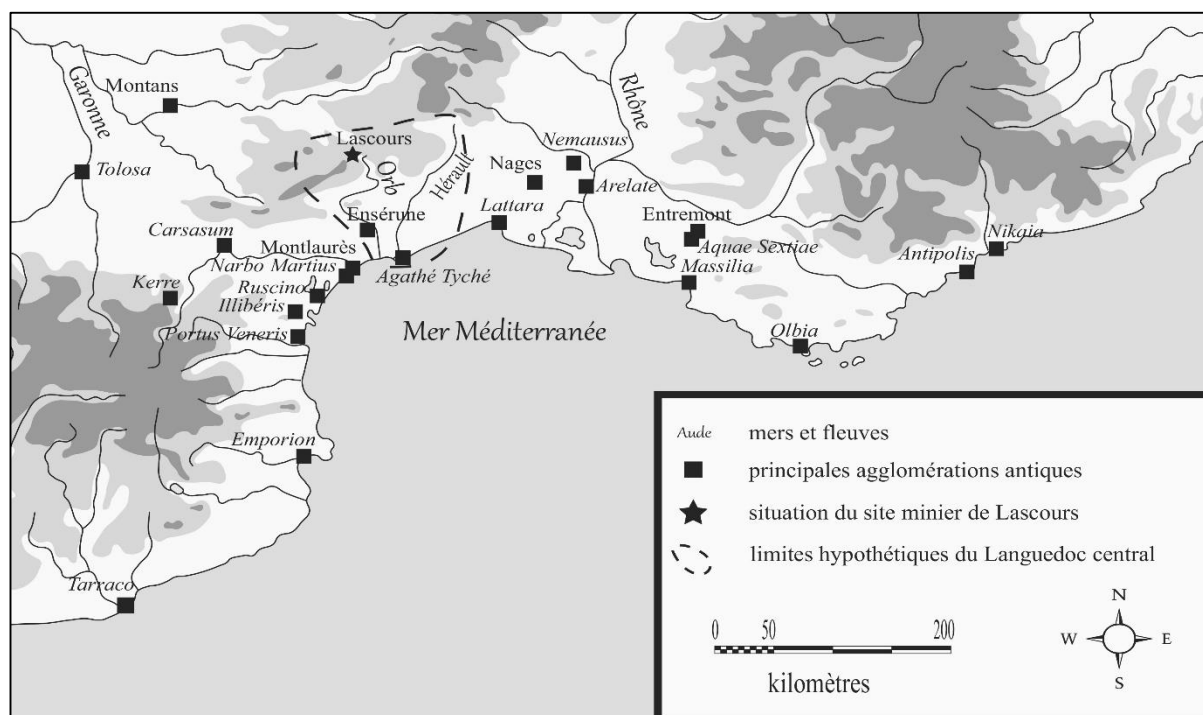 Garonne
Montans
Tolosa
Lascours
Orb
Hérault
Rhône
Nemausus
Nages
Arelate
Lattara
Ensérune
Entremont
Aquae Sextiae
Massilia
Nikaia
Antipolis
Olbia
Carsasum
Montlaurès
Narbo Martius
Agathé Tyché
Kerre
Ruscino
Illibéris
Portus Veneris
Mer Méditerranée
Emporion
Tarraco
Aude mers et fleuves
principales agglomérations antiques
situation du site minier de Lascours
limites hypothétiques du Languedoc central
0 50 200
kilomètres
N
W E
S